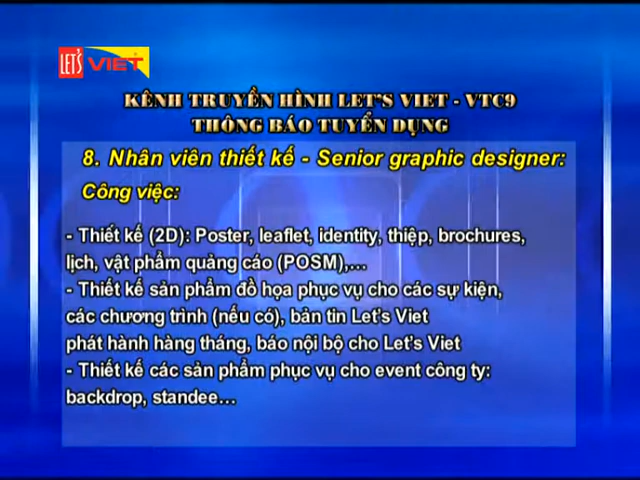 LET'S VIET
KÊNH TRUYỀN HÌNH LET'S VIET - VTC9
THÔNG BÁO TUYỂN DỤNG
8. Nhân viên thiết kế - Senior graphic designer:
Công việc:
- Thiết kế (2D): Poster, leaflet, identity, thiệp, brochures,
lịch, vật phẩm quảng cáo (POSM),...
- Thiết kế sản phẩm đồ họa phục vụ cho các sự kiện,
các chương trình (nếu có), bản tin Let's Viet
phát hành hàng tháng, báo nội bộ cho Let's Viet
- Thiết kế các sản phẩm phục vụ cho event công ty:
backdrop, standee...